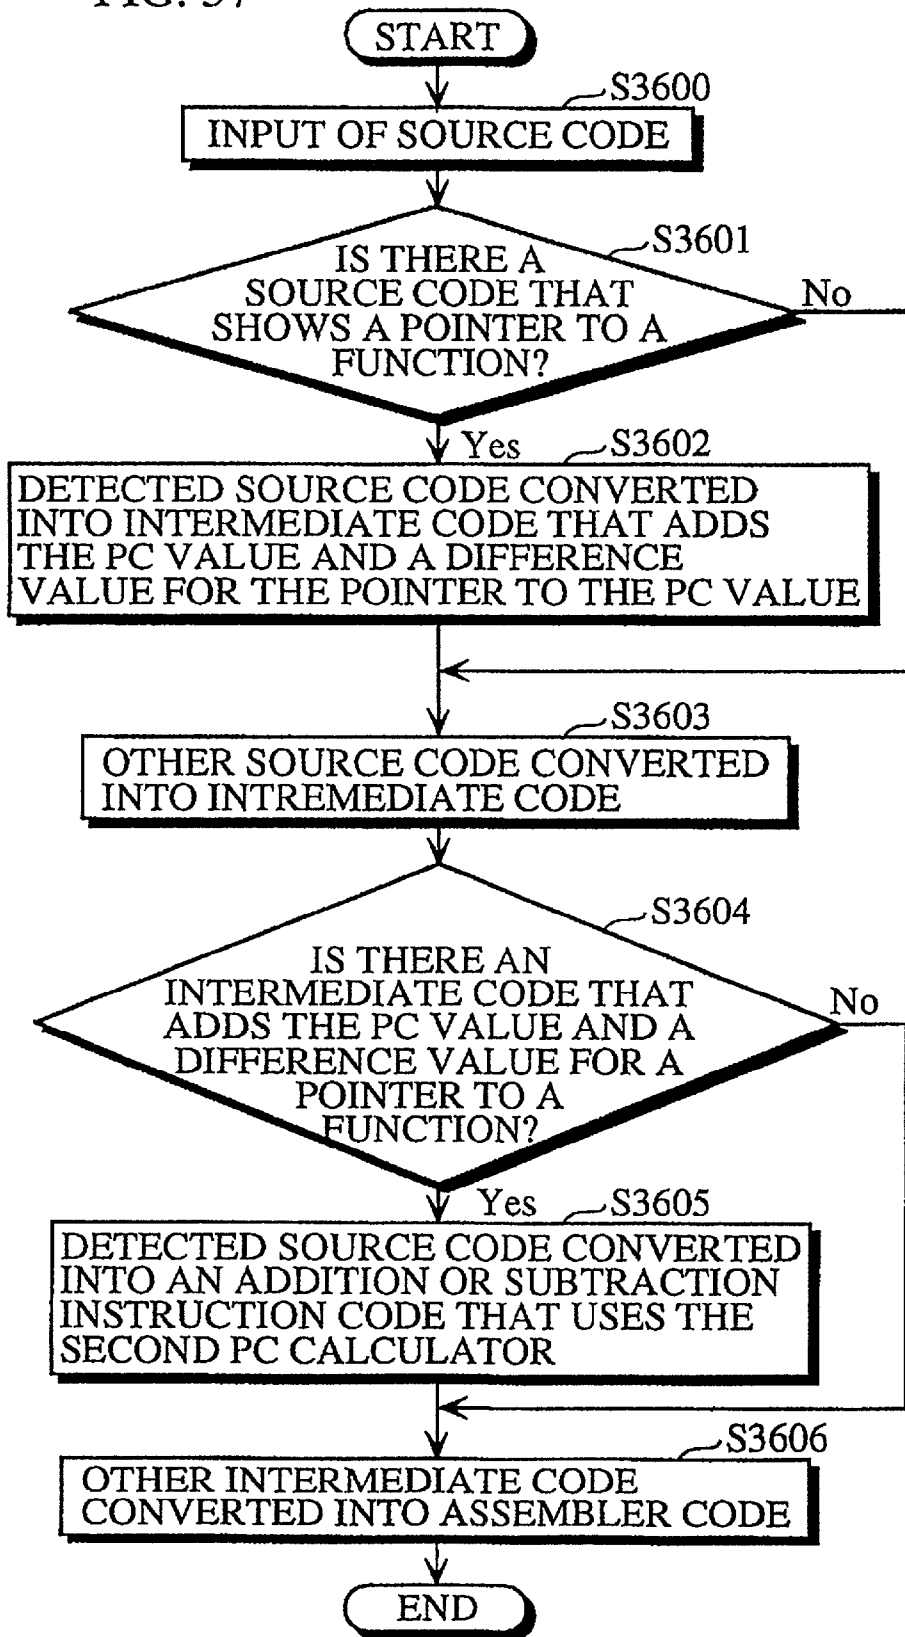 FIG. 37
START
S3600
INPUT OF SOURCE CODE
S3601
IS THERE A
SOURCE CODE THAT
SHOWS A POINTER TO A
FUNCTION?
No
Yes
S3602
DETECTED SOURCE CODE CONVERTED
INTO INTERMEDIATE CODE THAT ADDS
THE PC VALUE AND A DIFFERENCE
VALUE FOR THE POINTER TO THE PC VALUE
S3603
OTHER SOURCE CODE CONVERTED
INTO INTREMEDIATE CODE
S3604
IS THERE AN
INTERMEDIATE CODE THAT
ADDS THE PC VALUE AND A
DIFFERENCE VALUE FOR A
POINTER TO A
FUNCTION?
No
Yes
S3605
DETECTED SOURCE CODE CONVERTED
INTO AN ADDITION OR SUBTRACTION
INSTRUCTION CODE THAT USES THE
SECOND PC CALCULATOR
S3606
OTHER INTERMEDIATE CODE
CONVERTED INTO ASSEMBLER CODE
END